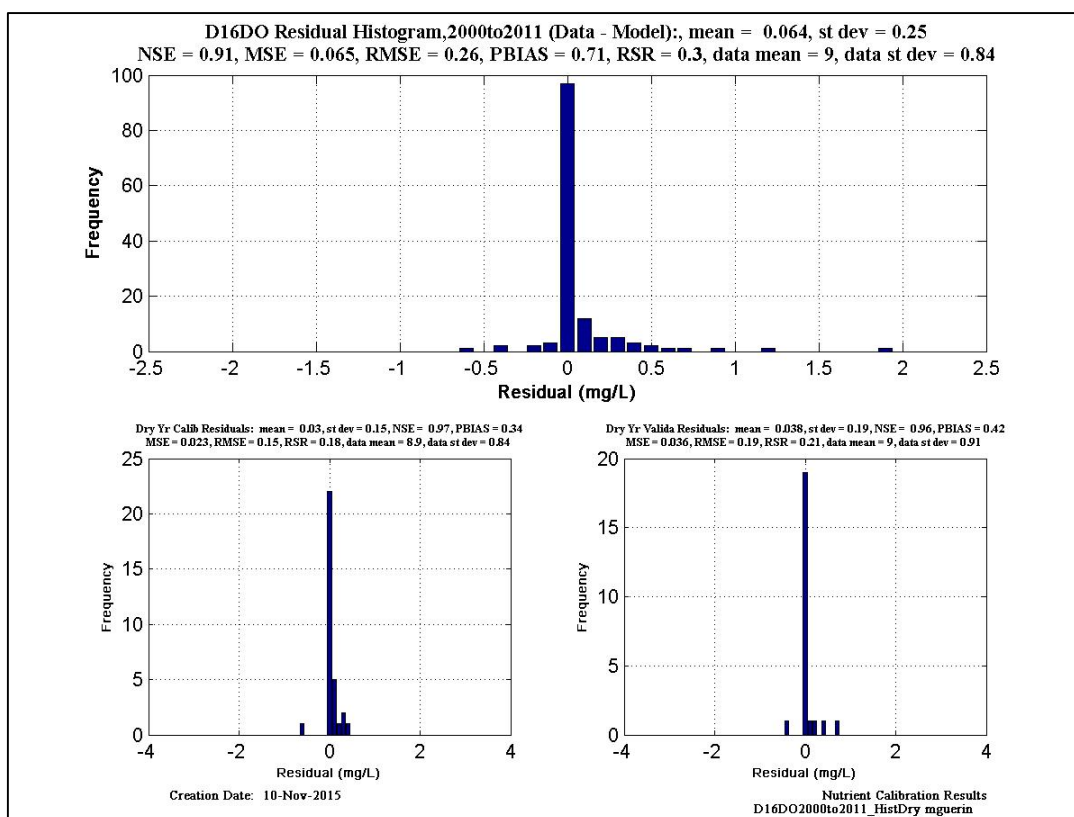 D16DO Residual Histogram,2000to2011 (Data - Model):, mean = 0.064, st dev = 0.25
NSE = 0.91, MSE = 0.065, RMSE = 0.26, PBIAS = 0.71, RSR = 0.3, data mean = 9, data st dev = 0.84
100
80
60
40
20
0
Frequency
-2.5 -2 -1.5 -1 -0.5 0 0.5 1 1.5 2 2.5
Residual (mg/L)
Dry Yr Calib Residuals: mean = 0.03, st dev = 0.15, NSE = 0.97, PBIAS = 0.34
MSE = 0.023, RMSE = 0.15, RSR = 0.18, data mean = 8.9, data st dev = 0.84
25
20
15
10
5
0
Frequency
-4 -2 0 2 4
Residual (mg/L)
Dry Yr Valida Residuals: mean = 0.038, st dev = 0.19, NSE = 0.96, PBIAS = 0.42
MSE = 0.036, RMSE = 0.19, RSR = 0.21, data mean = 9, data st dev = 0.91
20
15
10
5
0
Frequency
-4 -2 0 2 4
Residual (mg/L)
Creation Date: 10-Nov-2015
Nutrient Calibration Results
D16DO2000to2011_HistDry mguerin